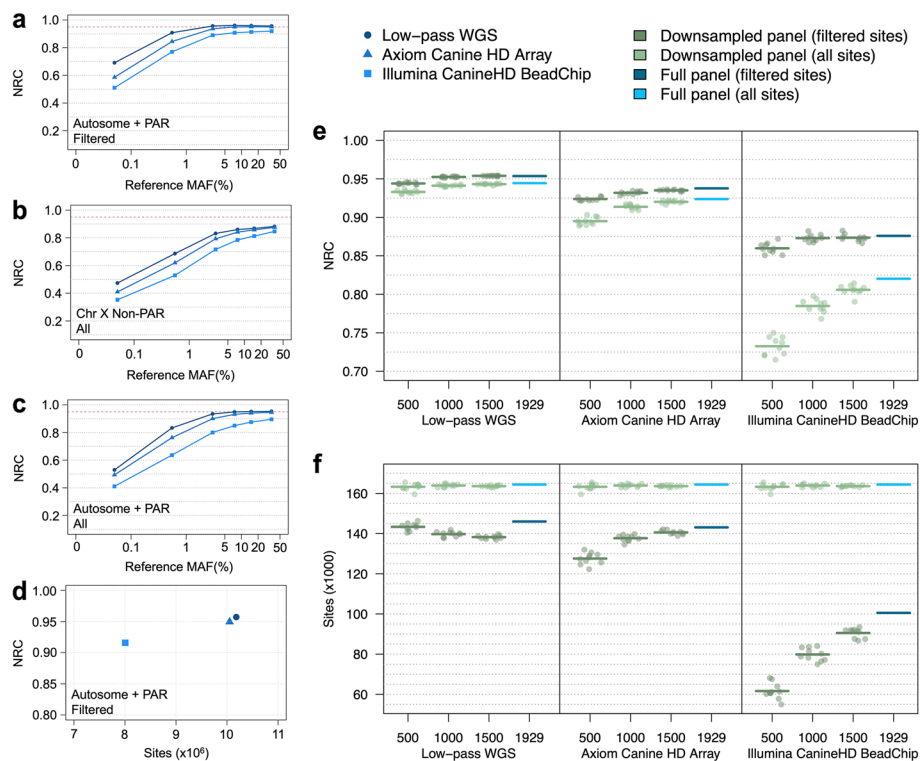 a
NRC
1.0
0.8
0.6
0.4
0.2
Autosome + PAR
Filtered
0 0.1 1 5 10 20 50
Reference MAF(%)
b
NRC
1.0
0.8
0.6
0.4
0.2
Chr X Non-PAR
All
0 0.1 1 5 10 20 50
Reference MAF(%)
c
NRC
1.0
0.8
0.6
0.4
0.2
Autosome + PAR
All
0 0.1 1 5 10 20 50
Reference MAF(%)
d
NRC
1.00
0.95
0.90
0.85
0.80
Autosome + PAR
Filtered
7 8 9 10 11
Sites (x10⁶)
Low-pass WGS
Axiom Canine HD Array
Illumina CanineHD BeadChip
Downsampled panel (filtered sites)
Downsampled panel (all sites)
Full panel (filtered sites)
Full panel (all sites)
e
NRC
1.00
0.95
0.90
0.85
0.80
0.75
0.70
500 1000 1500 1929 500 1000 1500 1929 500 1000 1500 1929
Low-pass WGS Axiom Canine HD Array Illumina CanineHD BeadChip
f
Sites (x1000)
160
140
120
100
80
60
500 1000 1500 1929 500 1000 1500 1929 500 1000 1500 1929
Low-pass WGS Axiom Canine HD Array Illumina CanineHD BeadChip